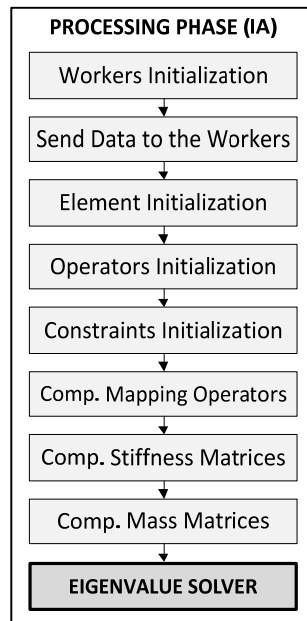 PROCESSING PHASE (IA)
Workers Initialization
Send Data to the Workers
Element Initialization
Operators Initialization
Constraints Initialization
Comp. Mapping Operators
Comp. Stiffness Matrices
Comp. Mass Matrices
EIGENVALUE SOLVER